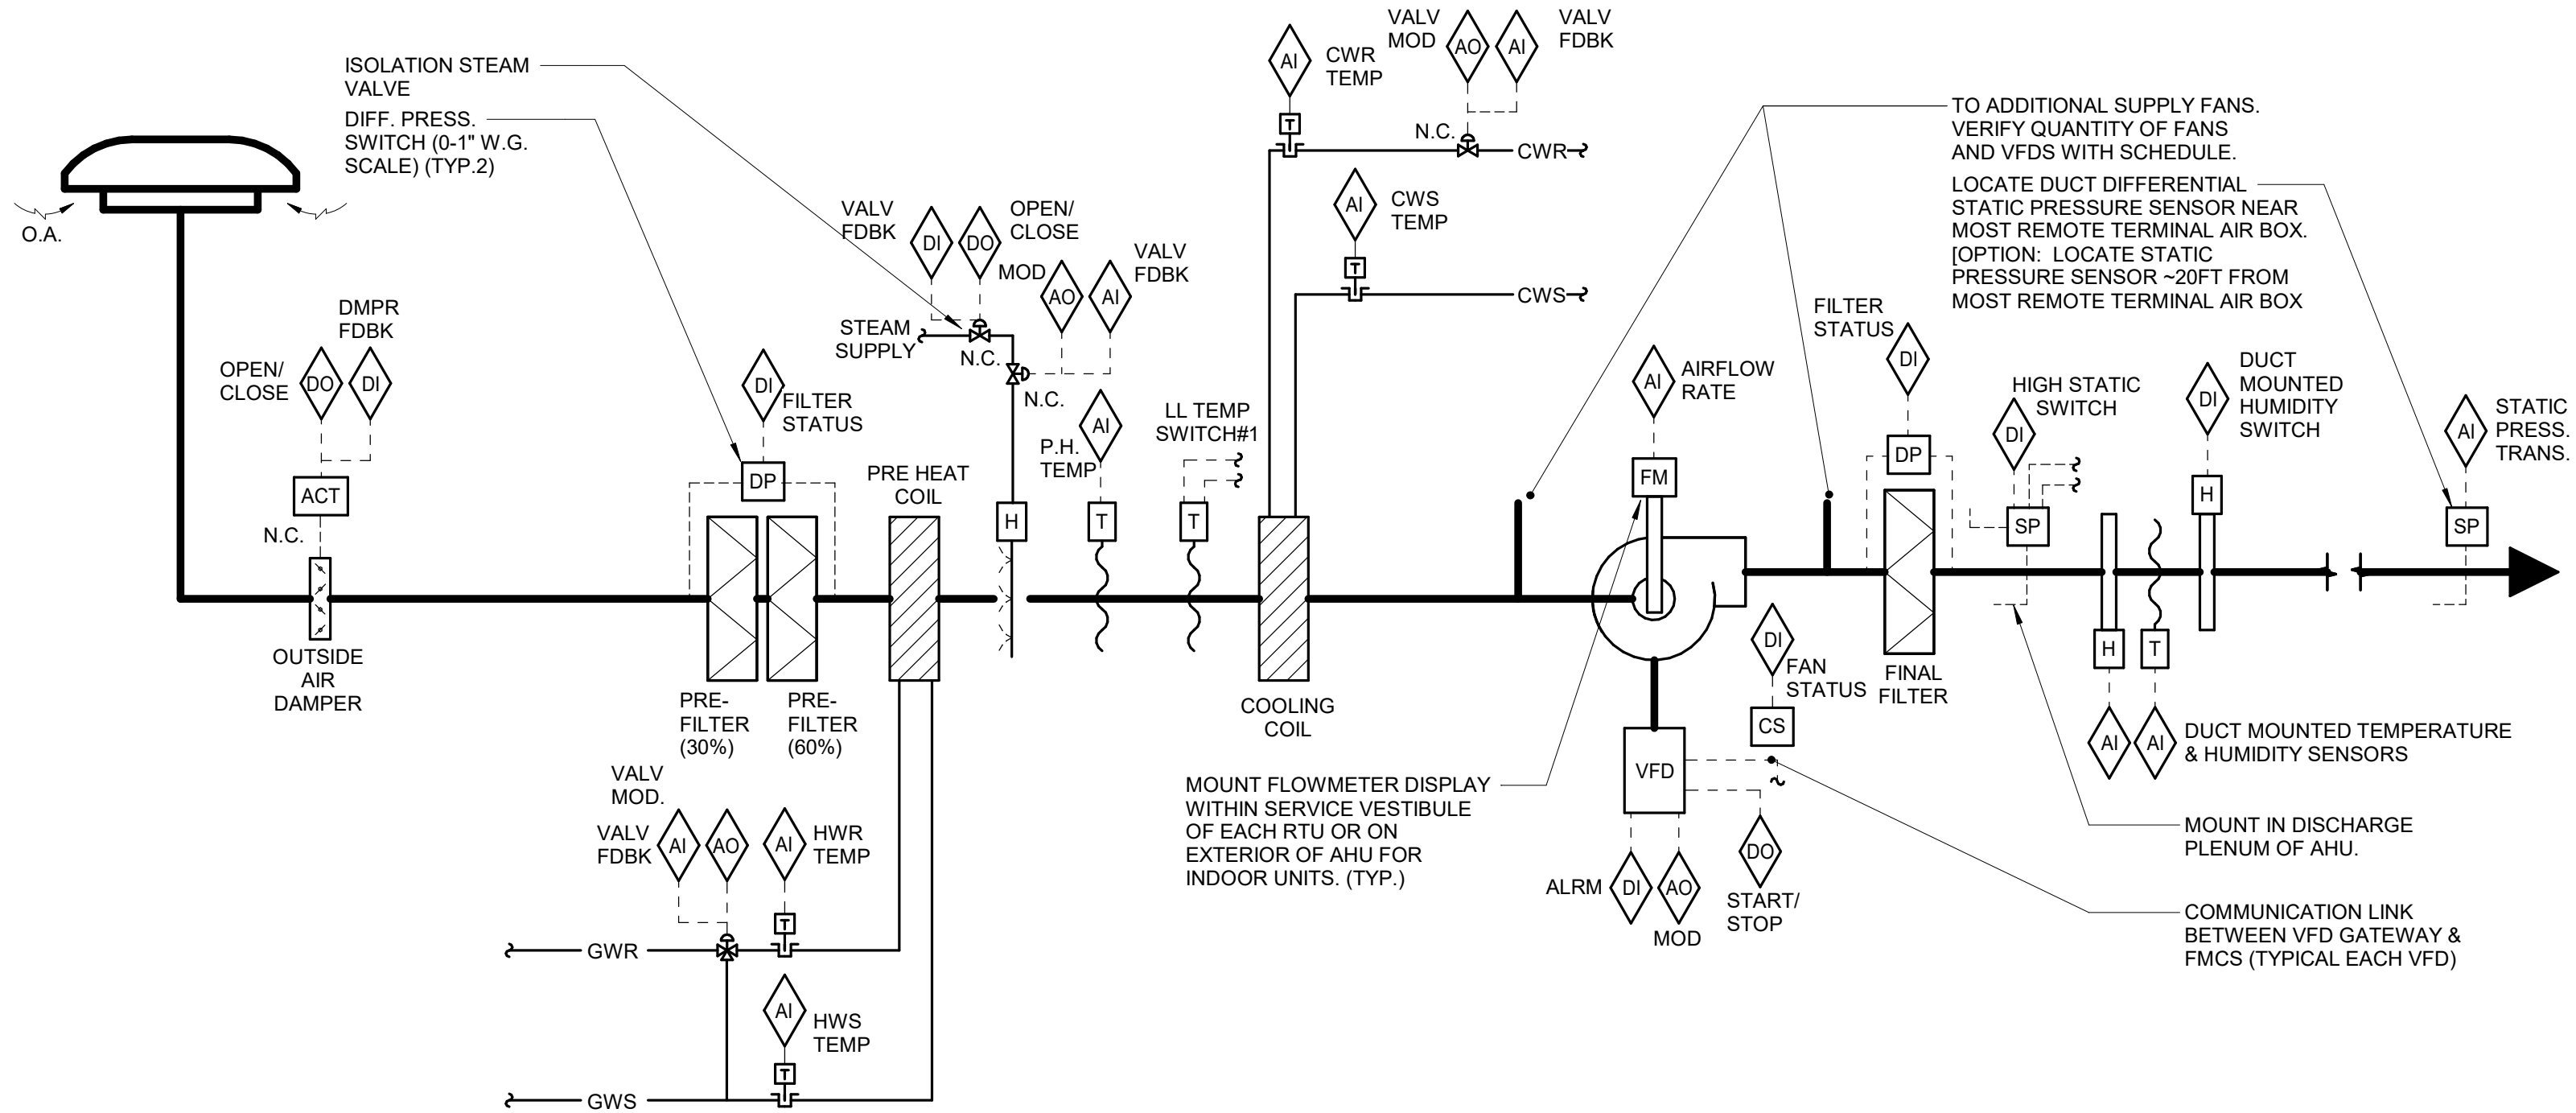 ISOLATION STEAM
VALVE
DIFF. PRESS.
SWITCH (0-1" W.G.
SCALE) (TYP.2)
O.A.
OPEN/
CLOSE
DO
DMPR
FDBK
DI
ACT
N.C.
OUTSIDE
AIR
DAMPER
DI
FILTER
STATUS
DP
PRE-
FILTER
(30%)
PRE-
FILTER
(60%)
PRE HEAT
COIL
VALV
FDBK
DI
DO
OPEN/
CLOSE
MOD
AO
AI
VALV
FDBK
STEAM
SUPPLY
N.C.
N.C.
H
P.H.
TEMP
AI
T
LL TEMP
SWITCH#1
T
VALV
MOD.
VALV
FDBK
AI
AO
AI
HWR
TEMP
T
GWR
AI
HWS
TEMP
T
GWS
AI
CWR
TEMP
T
VALV
MOD
AO
AI
VALV
FDBK
N.C.
CWR
AI
CWS
TEMP
T
CWS
COOLING
COIL
TO ADDITIONAL SUPPLY FANS.
VERIFY QUANTITY OF FANS
AND VFDS WITH SCHEDULE.
LOCATE DUCT DIFFERENTIAL
STATIC PRESSURE SENSOR NEAR
MOST REMOTE TERMINAL AIR BOX.
[OPTION: LOCATE STATIC
PRESSURE SENSOR ~20FT FROM
MOST REMOTE TERMINAL AIR BOX
AI
AIRFLOW
RATE
FM
MOUNT FLOWMETER DISPLAY
WITHIN SERVICE VESTIBULE
OF EACH RTU OR ON
EXTERIOR OF AHU FOR
INDOOR UNITS. (TYP.)
VFD
DI
FAN
STATUS
CS
ALRM
DI
AO
MOD
DO
START/
STOP
FILTER
STATUS
DI
DP
FINAL
FILTER
HIGH STATIC
SWITCH
DI
SP
DI
DUCT
MOUNTED
HUMIDITY
SWITCH
H
H
T
AI
AI
DUCT MOUNTED TEMPERATURE
& HUMIDITY SENSORS
AI
STATIC
PRESS.
TRANS.
SP
MOUNT IN DISCHARGE
PLENUM OF AHU.
COMMUNICATION LINK
BETWEEN VFD GATEWAY &
FMCS (TYPICAL EACH VFD)